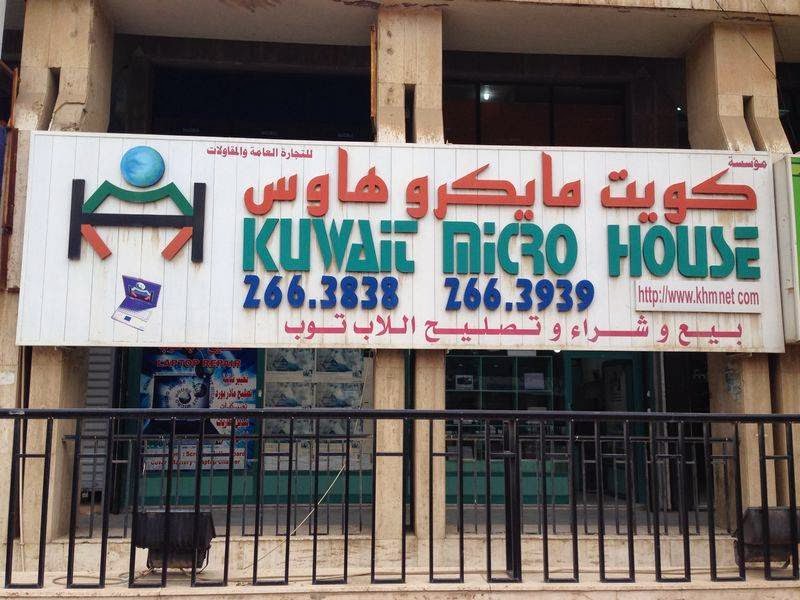 مؤسسة
للتجارة العامة والمقاولات
كويت مايكرو هاوس
KUWAIT MICRO HOUSE
266.3838 266.3939
http://www.khmnet com
بيع و شراء و تصليح اللاب توب
LAPTOP REPAIR